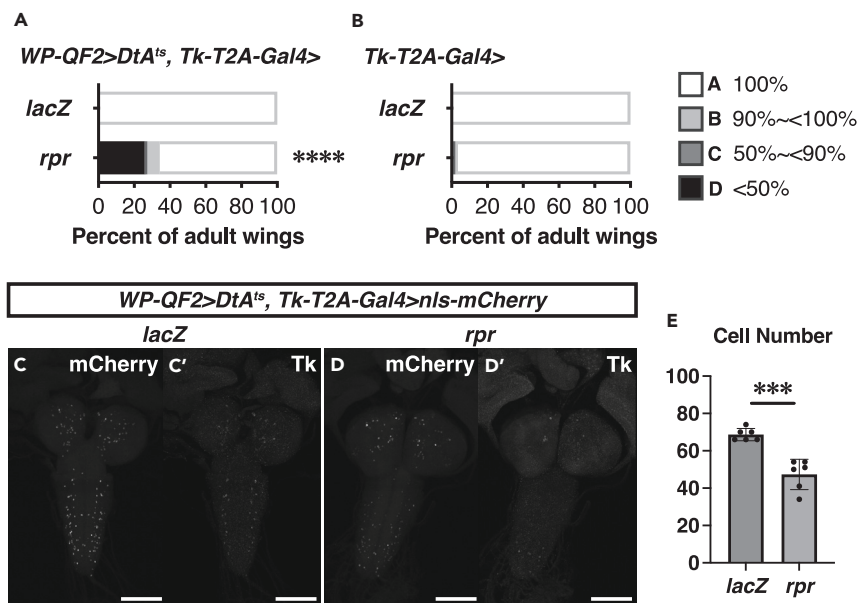 A
WP-QF2>DtA^ts, Tk-T2A-Gal4>
lacZ
rpr
****
0 20 40 60 80 100
Percent of adult wings
B
Tk-T2A-Gal4>
lacZ
rpr
0 20 40 60 80 100
Percent of adult wings
A 100%
B 90%~<100%
C 50%~<90%
D <50%
WP-QF2>DtA^ts, Tk-T2A-Gal4>nls-mCherry
lacZ
rpr
C mCherry
C′ Tk
D mCherry
D′ Tk
E
Cell Number
***
100
80
60
40
20
0
lacZ rpr